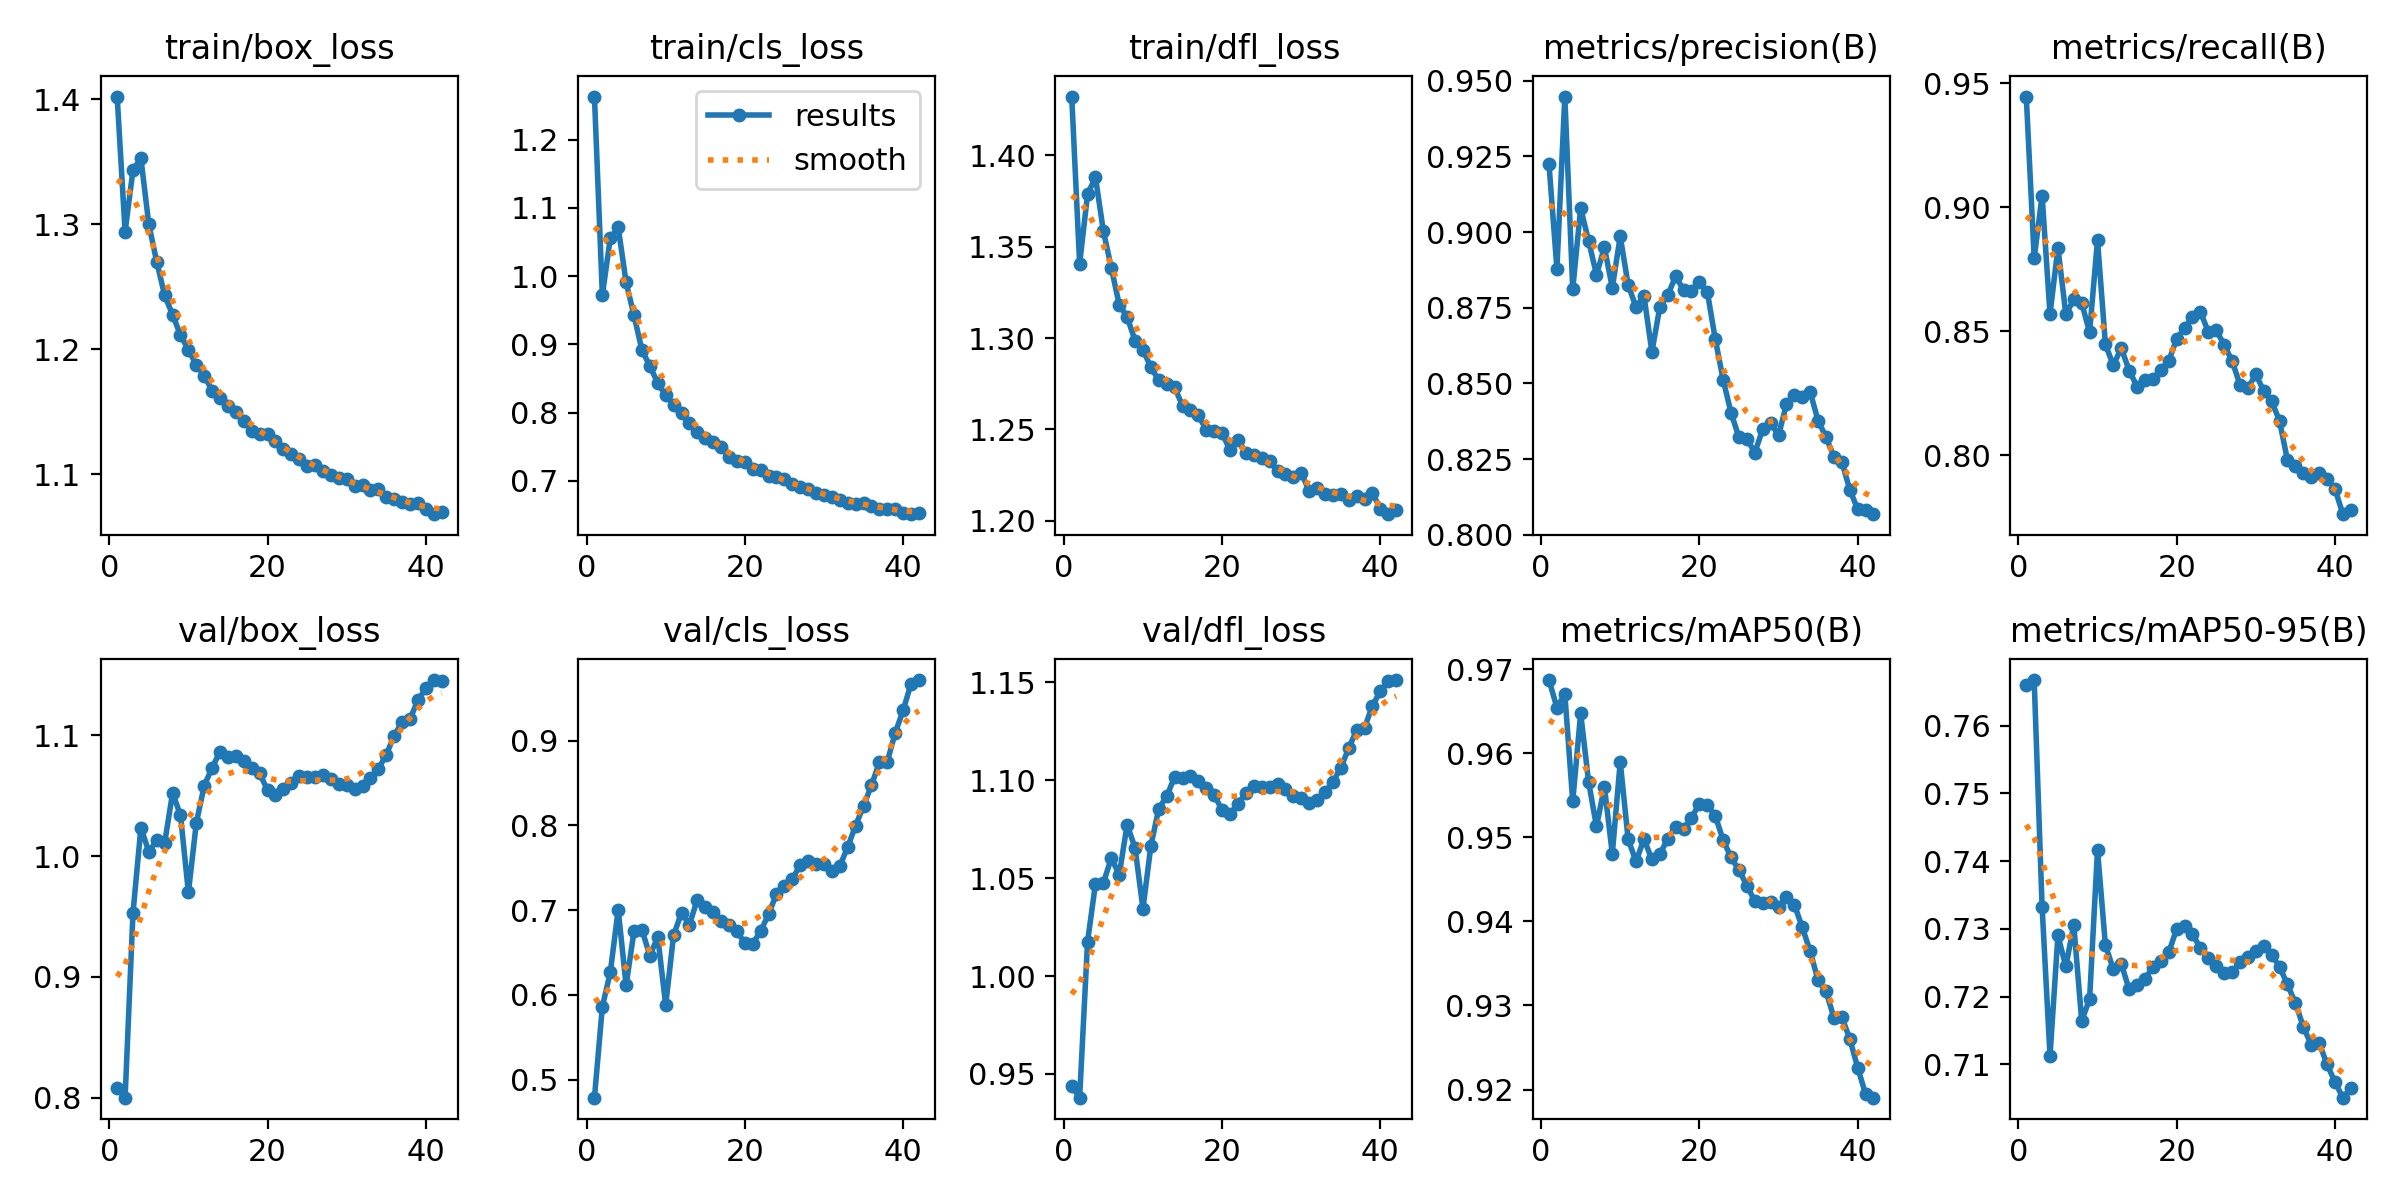 train/box_loss
1.4
1.3
1.2
1.1
0 20 40
train/cls_loss
results
smooth
1.2
1.1
1.0
0.9
0.8
0.7
0 20 40
train/dfl_loss
1.40
1.35
1.30
1.25
1.20
0 20 40
metrics/precision(B)
0.950
0.925
0.900
0.875
0.850
0.825
0.800
0 20 40
metrics/recall(B)
0.95
0.90
0.85
0.80
0 20 40
val/box_loss
1.1
1.0
0.9
0.8
0 20 40
val/cls_loss
0.9
0.8
0.7
0.6
0.5
0 20 40
val/dfl_loss
1.15
1.10
1.05
1.00
0.95
0 20 40
metrics/mAP50(B)
0.97
0.96
0.95
0.94
0.93
0.92
0 20 40
metrics/mAP50-95(B)
0.76
0.75
0.74
0.73
0.72
0.71
0 20 40